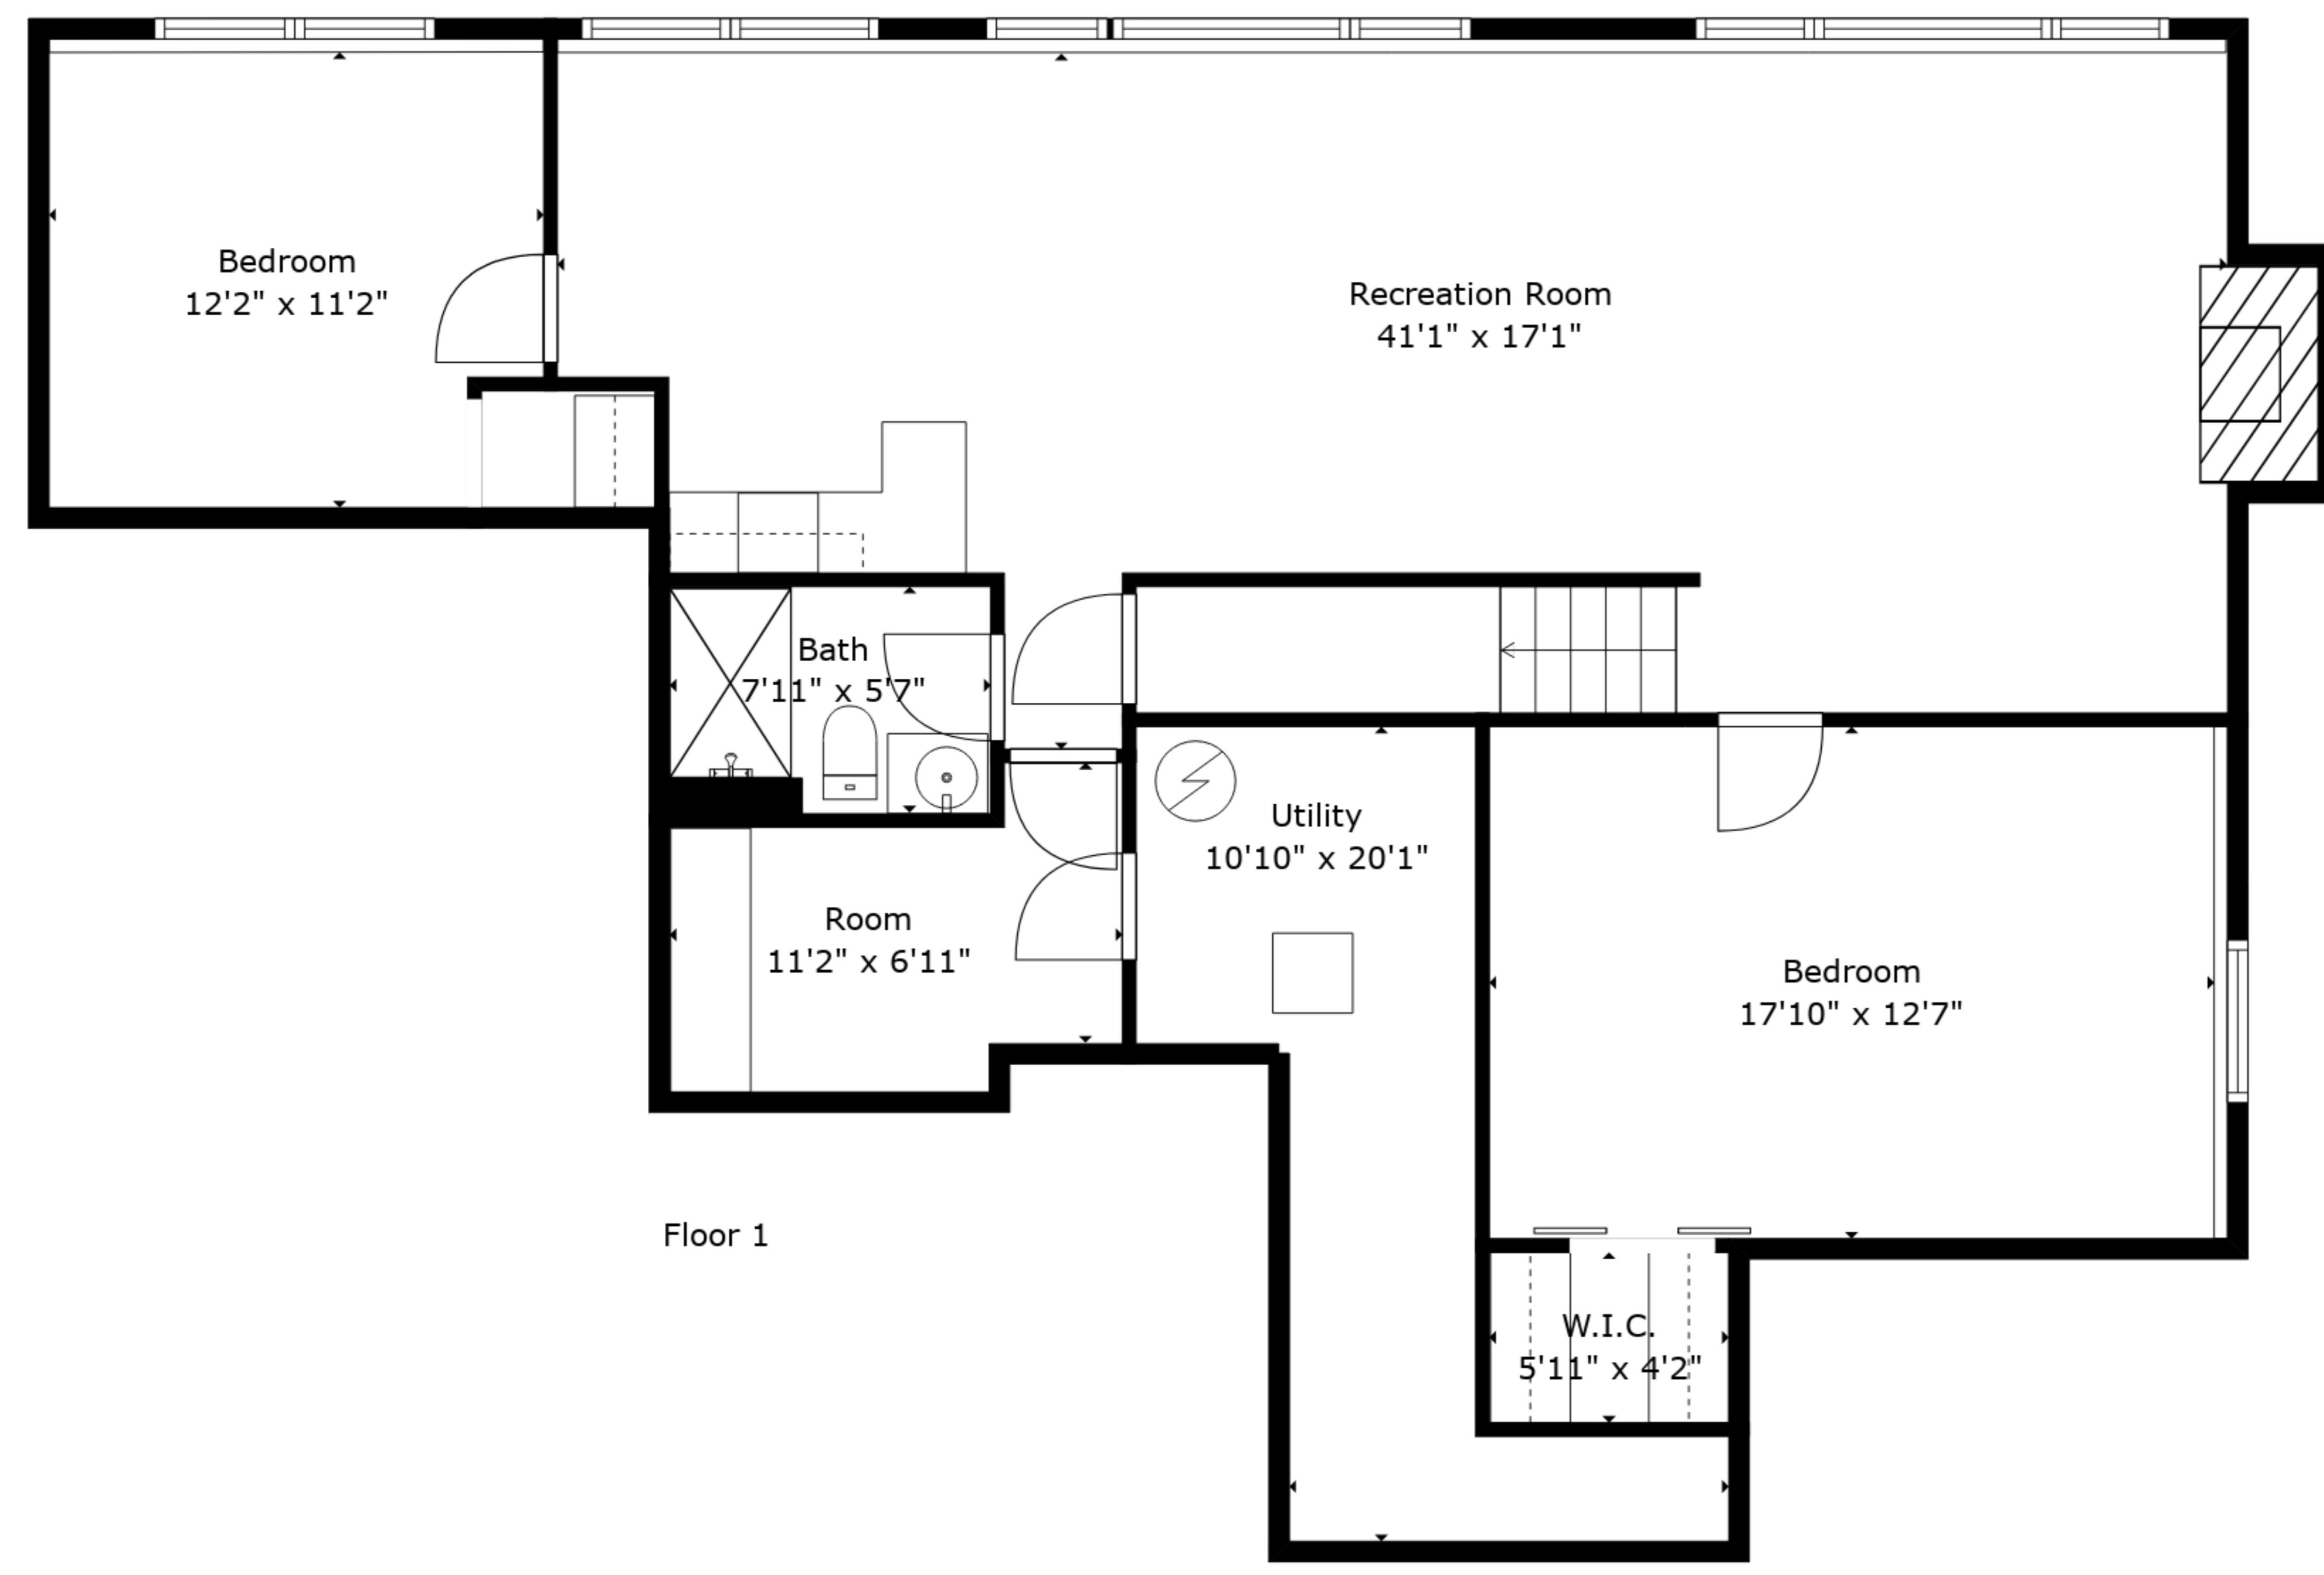 Bedroom
12'2" x 11'2"
Recreation Room
41'1" x 17'1"
Bath
7'11" x 5'7"
Utility
10'10" x 20'1"
Room
11'2" x 6'11"
Bedroom
17'10" x 12'7"
Floor 1
W.I.C.
5'11" x 4'2"